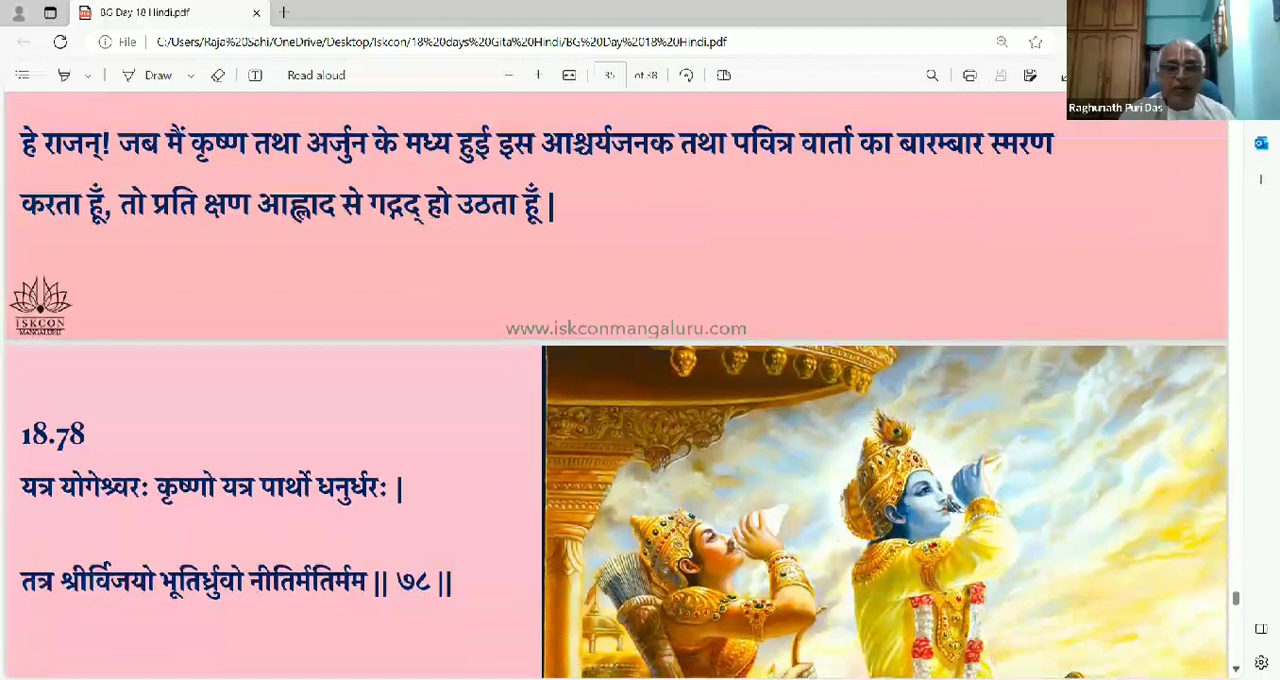 BG Day 18 Hindi.pdf
File
C:/Users/Raja%20Sahi/OneDrive/Desktop/Iskcon/18%20days%20Gita%20Hindi/BG%20Day%2018%20Hindi.pdf
Draw
Read aloud
35
of 38
Raghunath Puri Das
हे राजन्! जब मैं कृष्ण तथा अर्जुन के मध्य हुई इस आश्चर्यजनक तथा पवित्र वार्ता का बारम्बार स्मरण
करता हूँ, तो प्रति क्षण आह्लाद से गद्गद् हो उठता हूँ |
ISKCON
MANGALURU
www.iskconmangaluru.com
18.78
यत्र योगेश्र्वरः कृष्णो यत्र पार्थो धनुर्धरः |
तत्र श्रीर्विजयो भूतिर्ध्रुवो नीतिर्मतिर्मम || ७८ ||